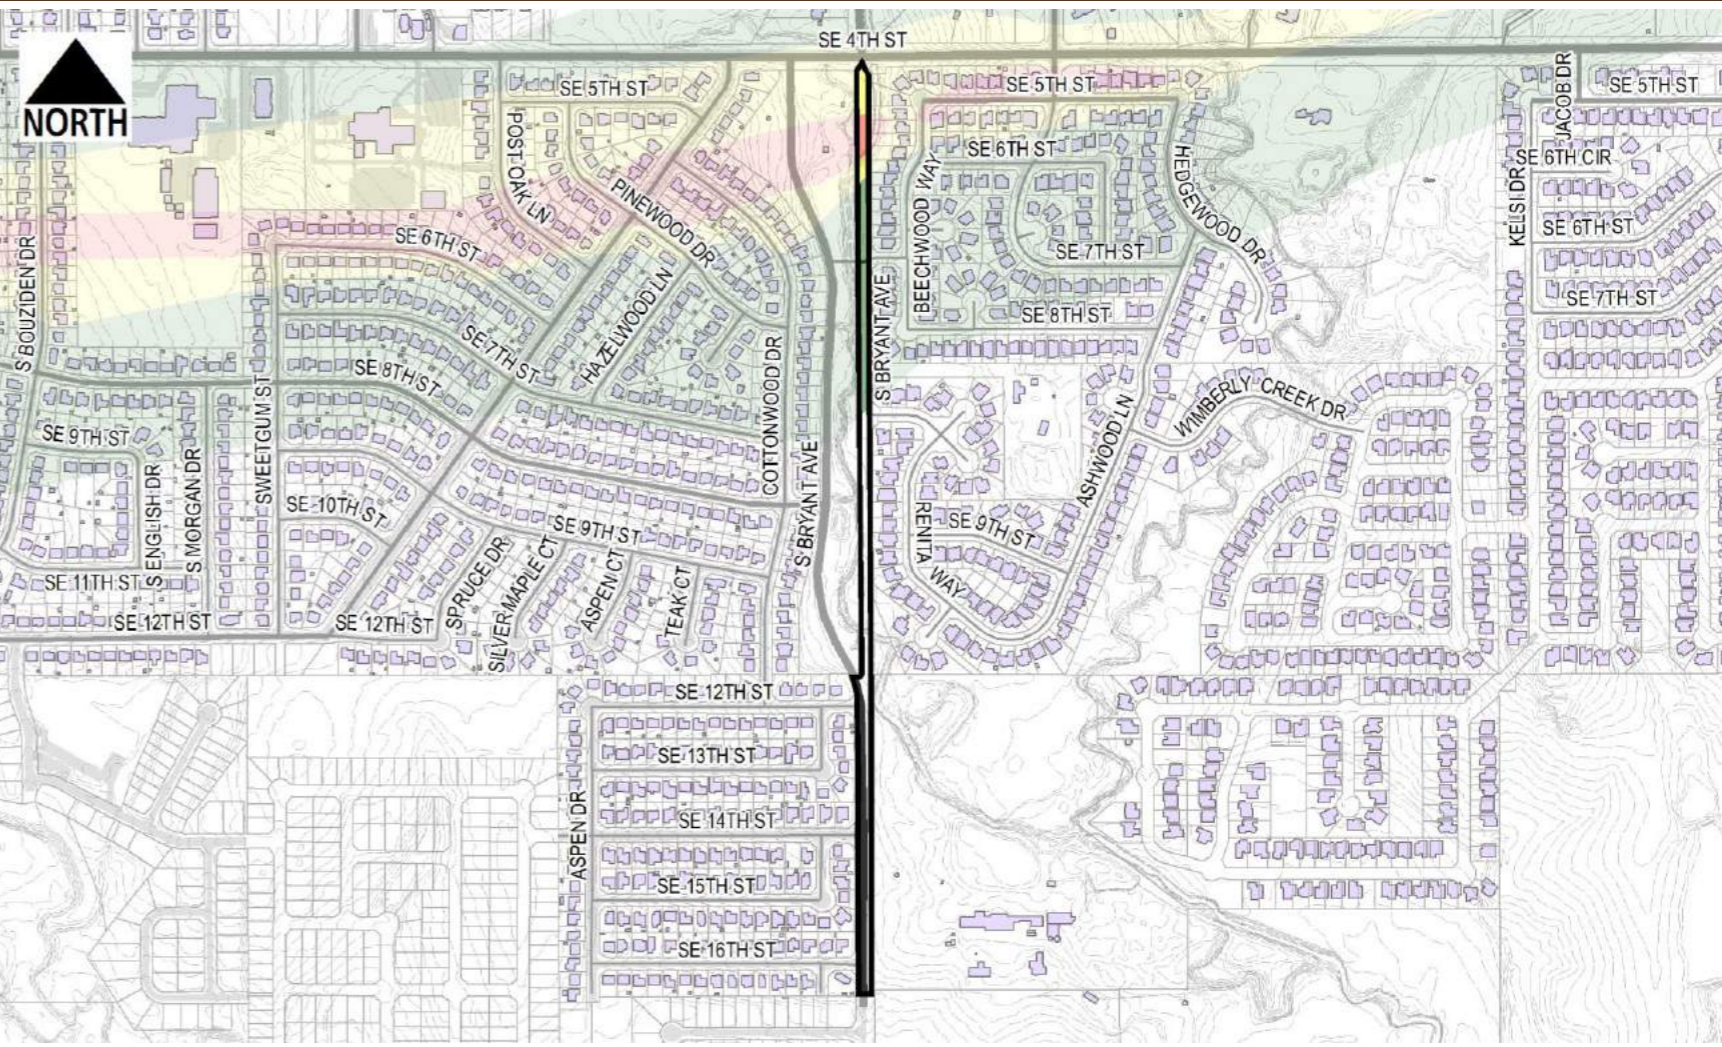 SE 4TH ST
NORTH
SE 5TH ST
SE 5TH ST
JACOB DR
SE 5TH ST
POST OAK LN
SE 6TH ST
HEDGEWOOD DR
SE 6TH CIR
PINEWOOD DR
BEECHWOOD WAY
KELSI DR
SE 6TH ST
SE 6TH ST
SE 7TH ST
S BOUZIDEN DR
HAZELWOOD LN
S BRYANT AVE
SE 7TH ST
SE 8TH ST
SE 7TH ST
SE 8TH ST
COTTONWOOD DR
WIMBERLY CREEK DR
ASHWOOD LN
SE 9TH ST
SWEETGUM ST
S ENGLISH DR
S MORGAN DR
S BRYANT AVE
SE 10TH ST
SE 9TH ST
RENITA WAY
SE 9TH ST
SE 11TH ST
SPRUCE DR
SILVER MAPLE CT
ASPEN CT
TEAK CT
SE 12TH ST
SE 12TH ST
SE 12TH ST
SE 13TH ST
ASPEN DR
SE 14TH ST
SE 15TH ST
SE 16TH ST